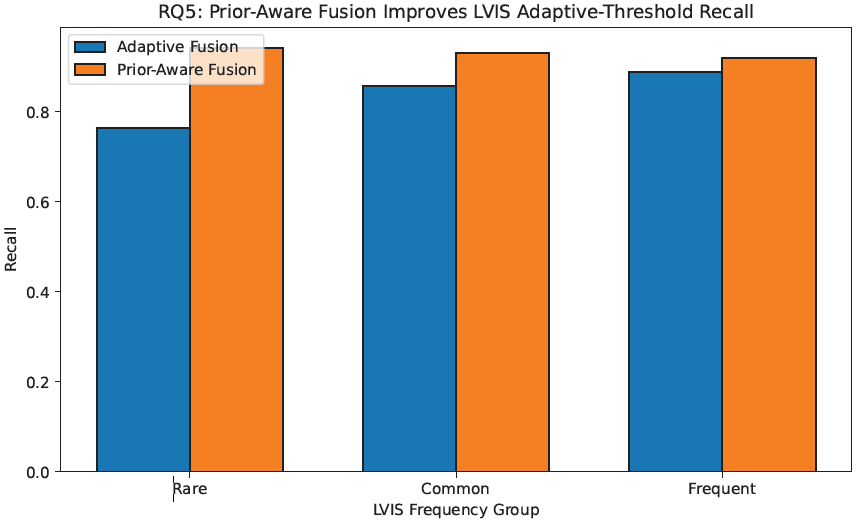 RQ5: Prior-Aware Fusion Improves LVIS Adaptive-Threshold Recall
Adaptive Fusion
Prior-Aware Fusion
0.8
0.6
0.4
0.2
0.0
Recall
Rare Common Frequent
LVIS Frequency Group